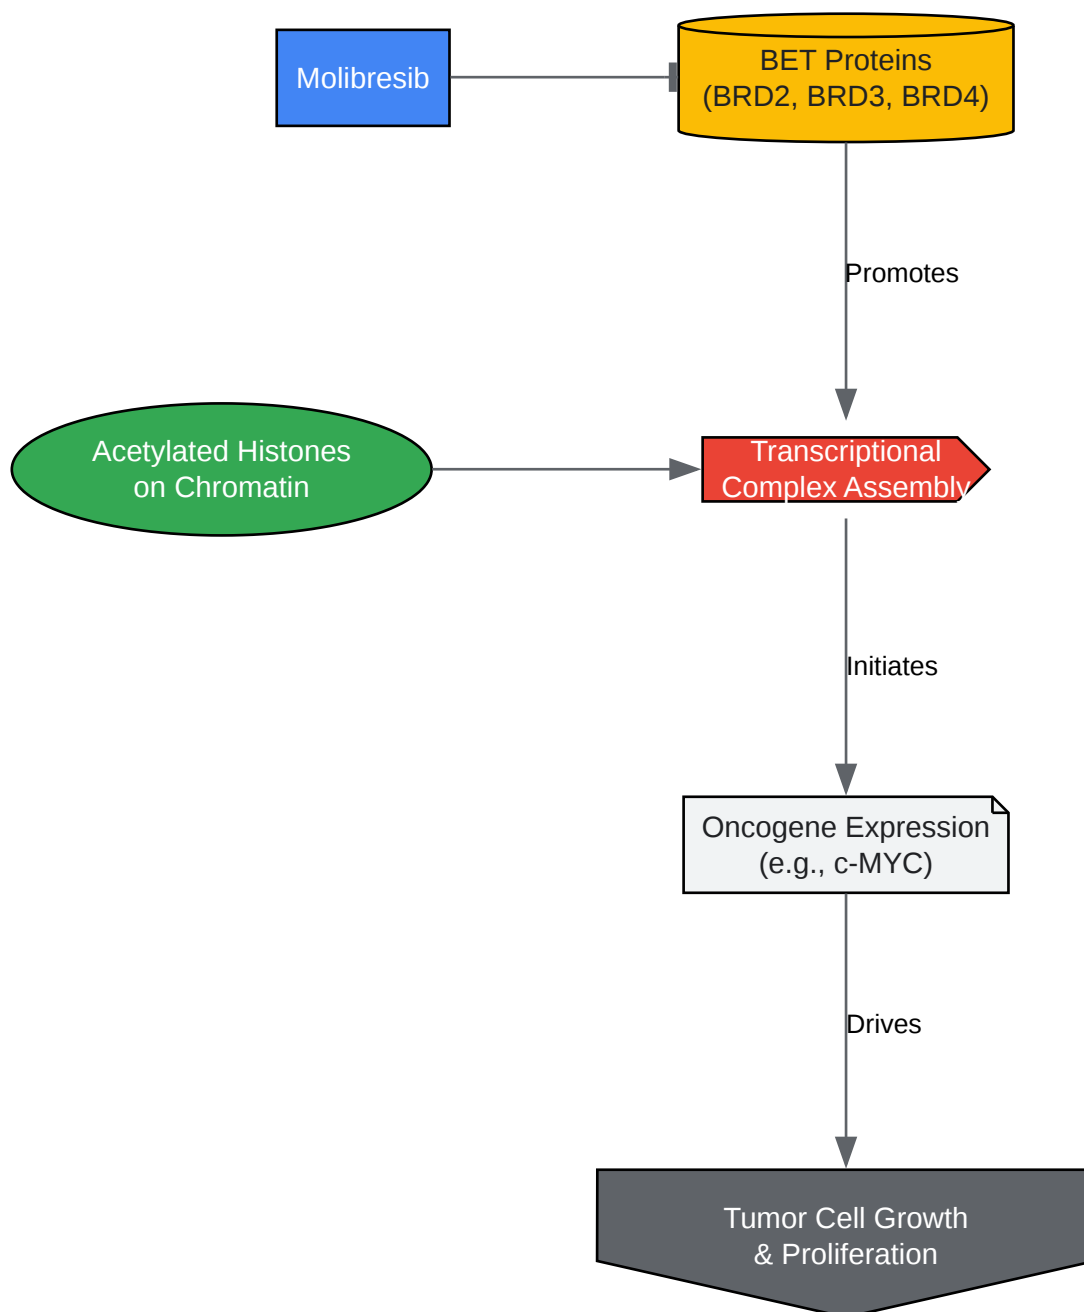 Molibresib
BET Proteins
(BRD2, BRD3, BRD4)
Promotes
Acetylated Histones
on Chromatin
Transcriptional
Complex Assembly
Initiates
Oncogene Expression
(e.g., c-MYC)
Drives
Tumor Cell Growth
& Proliferation